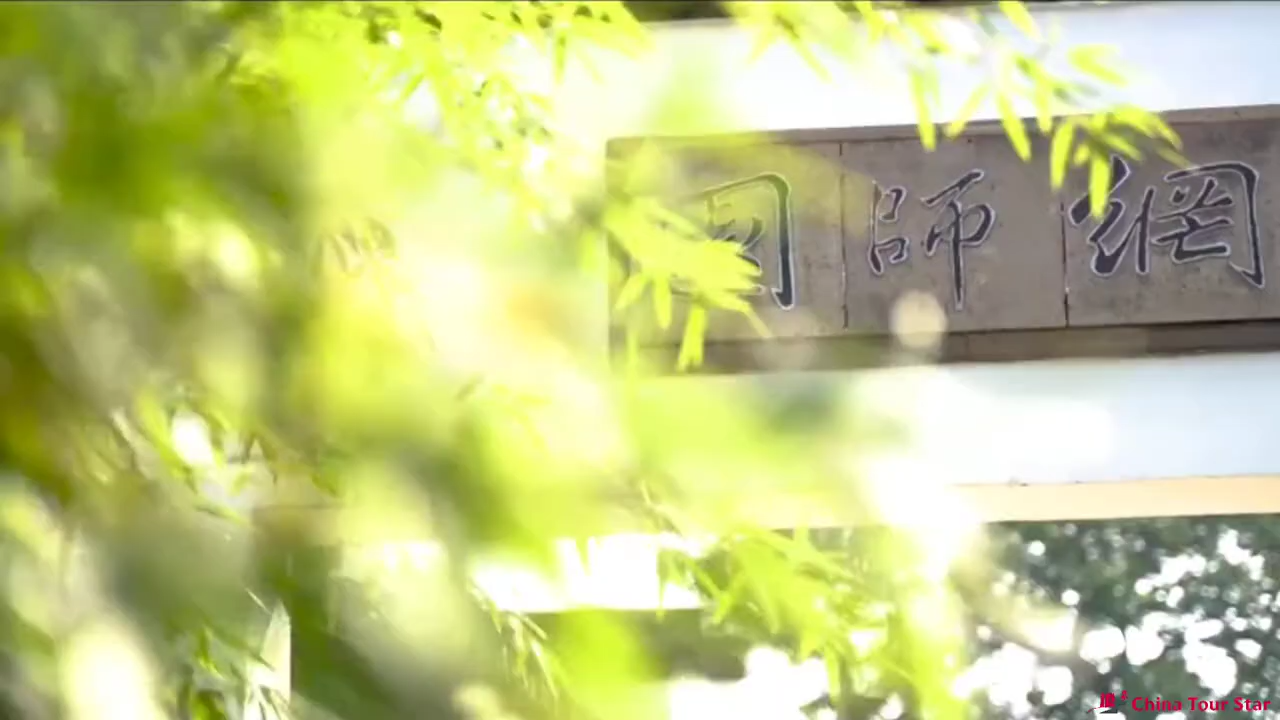 網師園
China Tour Star